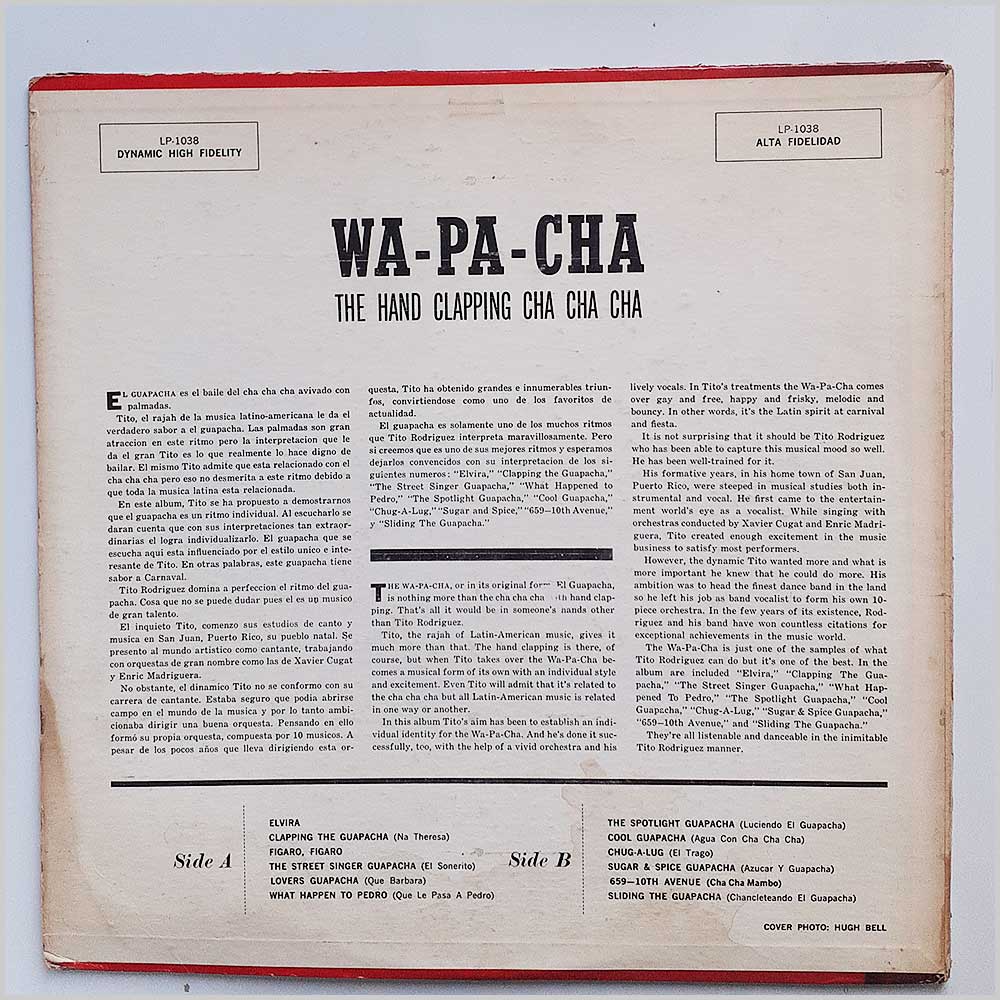 LP-1038
DYNAMIC HIGH FIDELITY
LP-1038
ALTA FIDELIDAD
WA-PA-CHA
THE HAND CLAPPING CHA CHA CHA
EL GUAPACHA es el baile del cha cha cha avivado con
palmadas.
Tito, el rajah de la musica latino-americana le da el
verdadero sabor a el guapacha. Las palmadas son gran
atraccion en este ritmo pero la interpretacion que le
da el gran Tito es lo que realmente lo hace digno de
bailar. El mismo Tito admite que esta relacionado con el
cha cha cha pero eso no desmerita a este ritmo debido a
que toda la musica latina esta relacionada.
En este album, Tito se ha propuesto a demostrarnos
que el guapacha es un ritmo individual. Al escucharlo se
daran cuenta que con sus interpretaciones tan extraor-
dinarias el logra individualizarlo. El guapacha que se
escucha aqui esta influenciado por el estilo unico e inte-
resante de Tito. En otras palabras, este guapacha tiene
sabor a Carnaval.
Tito Rodriguez domina a perfeccion el ritmo del gua-
pacha. Cosa que no se puede dudar pues el es un musico
de gran talento.
El inquieto Tito, comenzo sus estudios de canto y
musica en San Juan, Puerto Rico, su pueblo natal. Se
presento al mundo artístico como cantante, trabajando
con orquestas de gran nombre como las de Xavier Cugat
y Enric Madriguera.
No obstante, el dinamico Tito no se conformo con su
carrera de cantante. Estaba seguro que podia abrirse
campo en el mundo de la musica y por lo tanto ambi-
cionaba dirigir una buena orquesta. Pensando en ello
formó su propia orquesta, compuesta por 10 musicos. A
pesar de los pocos años que lleva dirigiendo esta or-
questa, Tito ha obtenido grandes e innumerables triun-
fos, convirtiendose como uno de los favoritos de
actualidad.
El guapacha es solamente uno de los muchos ritmos
que Tito Rodriguez interpreta maravillosamente. Pero
si creemos que es uno de sus mejores ritmos y esperamos
dejarlos convencidos con su interpretacion de los si-
guientes numeros: "Elvira," "Clapping the Guapacha,"
"The Street Singer Guapacha," "What Happened to
Pedro," "The Spotlight Guapacha," "Cool Guapacha,"
"Chug-A-Lug," "Sugar and Spice," "659—10th Avenue,"
y "Sliding The Guapacha."
THE WA-PA-CHA, or in its original El Guapacha,
is nothing more than the cha cha cha hand clap-
ping. That's all it would be in someone's hands other
than Tito Rodriguez.
Tito, the rajah of Latin-American music, gives it
much more than that. The hand clapping is there, of
course, but when Tito takes over the Wa-Pa-Cha be-
comes a musical form of its own with an individual style
and excitement. Even Tito will admit that it's related to
the cha cha cha but all Latin-American music is related
in one way or another.
In this album Tito's aim has been to establish an indi-
vidual identity for the Wa-Pa-Cha. And he's done it suc-
cessfully, too, with the help of a vivid orchestra and his
lively vocals. In Tito's treatments the Wa-Pa-Cha comes
over gay and free, happy and frisky, melodic and
bouncy. In other words, it's the Latin spirit at carnival
and fiesta.
It is not surprising that it should be Tito Rodriguez
who has been able to capture this musical mood so well.
He has been well-trained for it.
His formative years, in his home town of San Juan,
Puerto Rico, were steeped in musical studies both in-
strumental and vocal. He first came to the entertain-
ment world's eye as a vocalist. While singing with
orchestras conducted by Xavier Cugat and Enric Madri-
guera, Tito created enough excitement in the music
business to satisfy most performers.
However, the dynamic Tito wanted more and what is
more important he knew that he could do more. His
ambition was to head the finest dance band in the land
so he left his job as band vocalist to form his own 10-
piece orchestra. In the few years of its existence, Rod-
riguez and his band have won countless citations for
exceptional achievements in the music world.
The Wa-Pa-Cha is just one of the samples of what
Tito Rodriguez can do but it's one of the best. In the
album are included "Elvira," "Clapping The Gua-
pacha," "The Street Singer Guapacha," "What Hap-
pened To Pedro," "The Spotlight Guapacha," "Cool
Guapacha," "Chug-A-Lug," "Sugar & Spice Guapacha,"
"659—10th Avenue," and "Sliding The Guapacha."
They're all listenable and danceable in the inimitable
Tito Rodriguez manner.
Side A
ELVIRA
CLAPPING THE GUAPACHA (Na Theresa)
FIGARO, FIGARO
THE STREET SINGER GUAPACHA (El Sonerito)
LOVERS GUAPACHA (Que Barbara)
WHAT HAPPEN TO PEDRO (Que Le Pasa A Pedro)
Side B
THE SPOTLIGHT GUAPACHA (Luciendo El Guapacha)
COOL GUAPACHA (Agua Con Cha Cha Cha)
CHUG-A-LUG (El Trago)
SUGAR & SPICE GUAPACHA (Azucar Y Guapacha)
659—10TH AVENUE (Cha Cha Mambo)
SLIDING THE GUAPACHA (Chancleteando El Guapacha)
COVER PHOTO: HUGH BELL